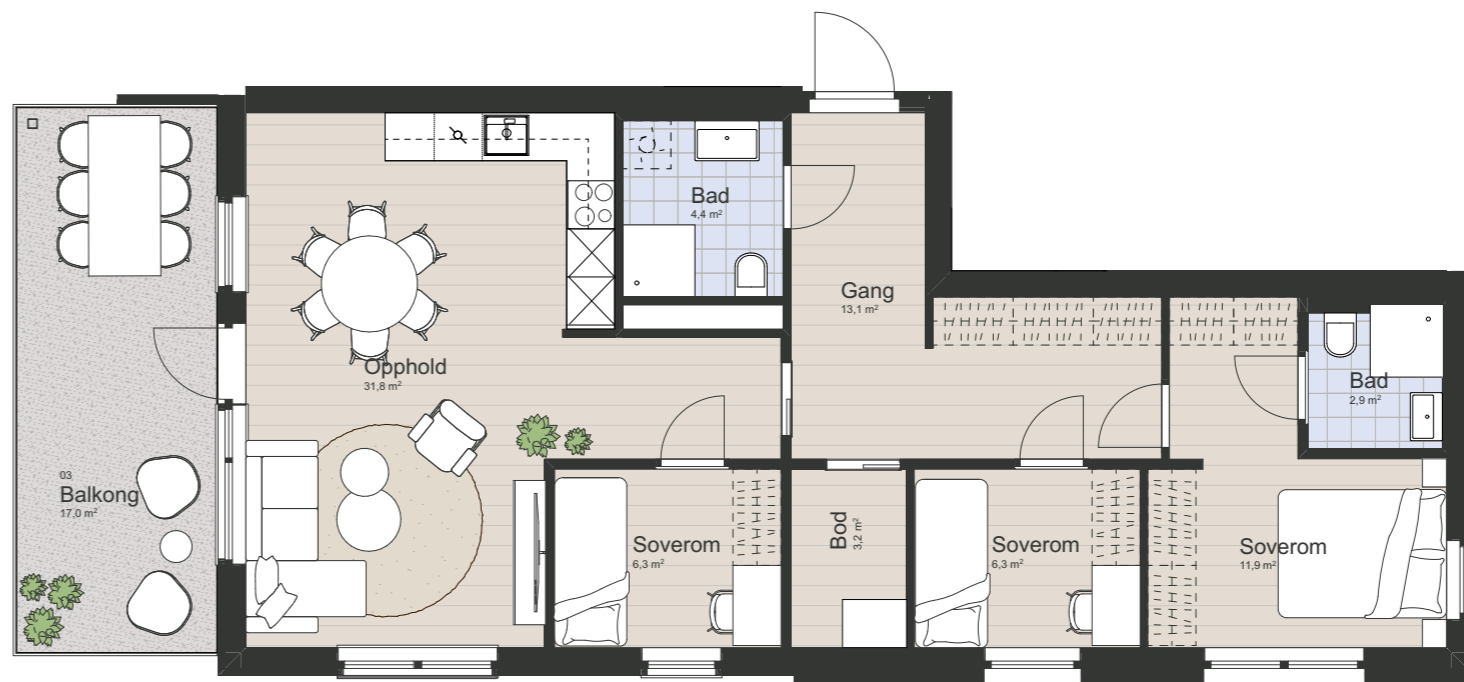 Bad
4,4 m²
Gang
13,1 m²
Opphold
31,8 m²
Bad
2,9 m²
03
Balkong
17,0 m²
Soverom
6,3 m²
Bod
3,2 m²
Soverom
6,3 m²
Soverom
11,9 m²